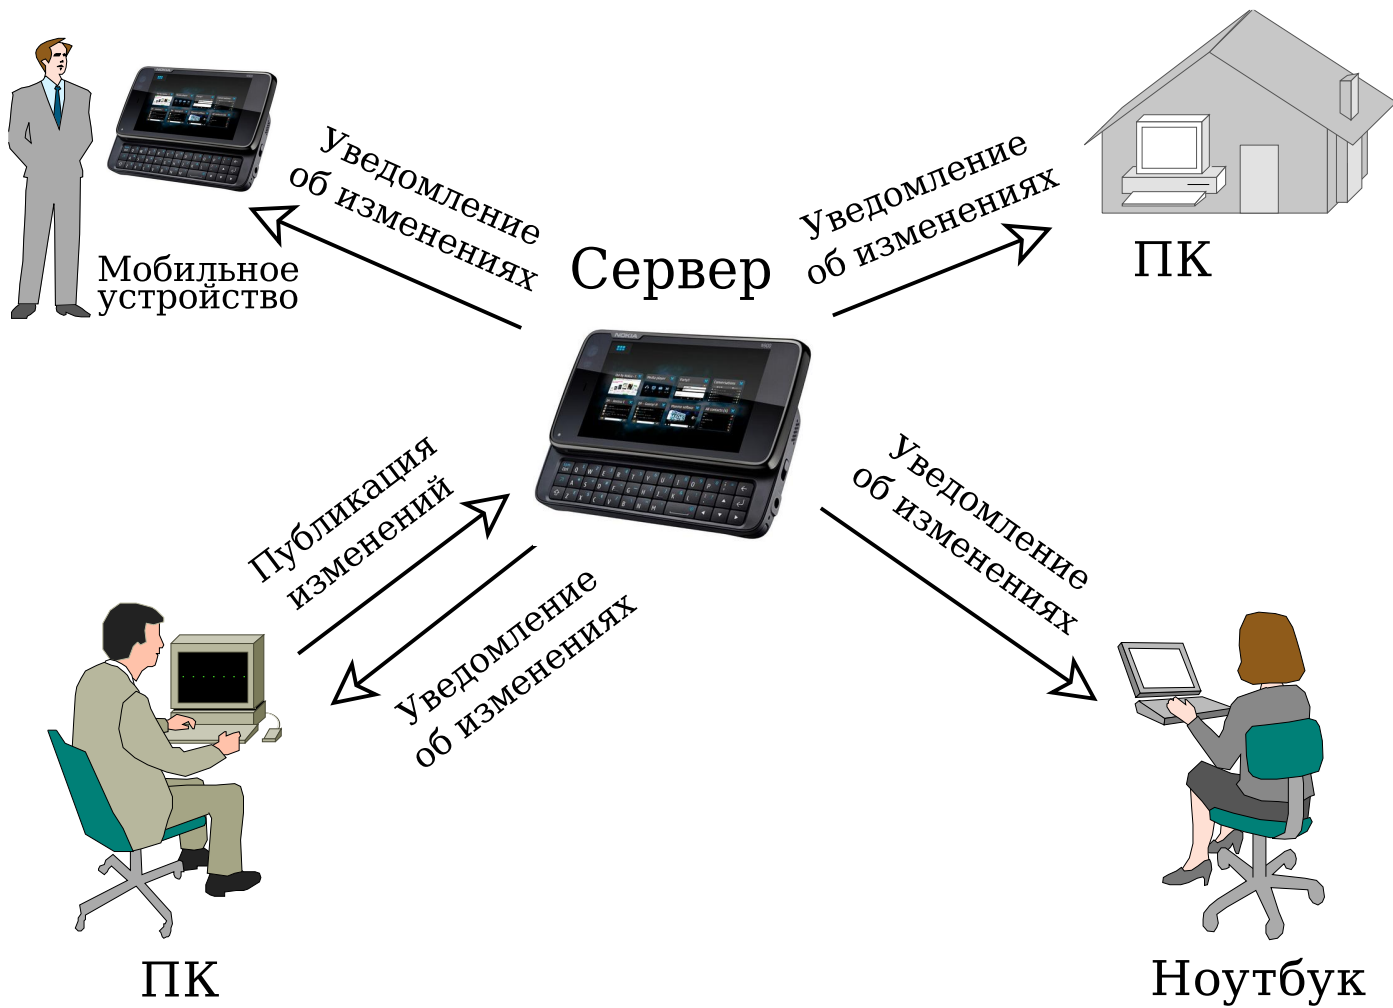 Уведомление
об изменениях
Мобильное
устройство
Сервер
NOKIA
Уведомление
об изменениях
ПК
Публикация
изменений
Уведомление
об изменениях
Уведомление
об изменениях
ПК
Ноутбук